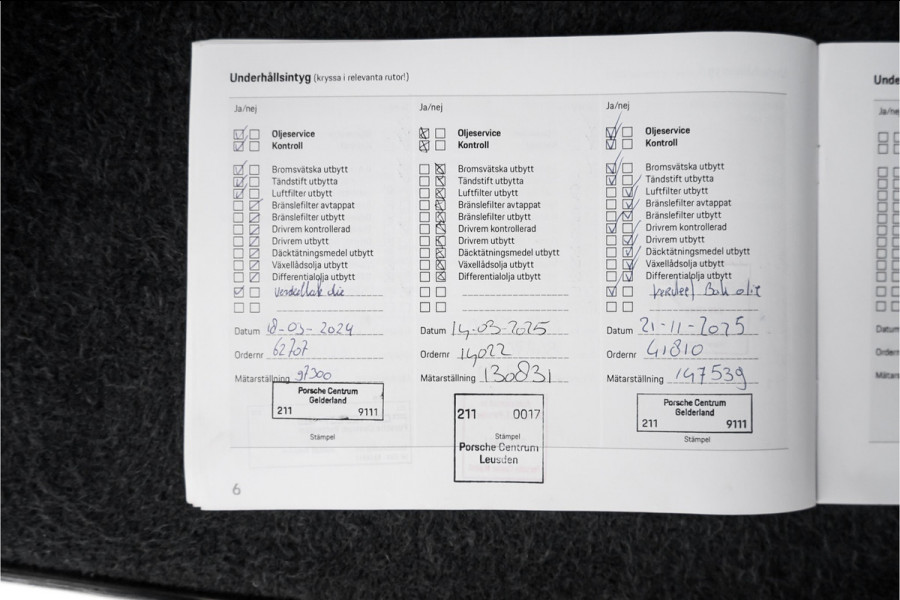 Underhållsintyg (kryssa i relevanta rutor!)
Ja/nej
Oljeservice
Kontroll
Bromsvätska utbytt
Tändstift utbytta
Luftfilter utbytt
Bränslefilter avtappat
Bränslefilter utbytt
Drivrem kontrollerad
Drivrem utbytt
Däcktätningsmedel utbytt
Växellådsolja utbytt
Differentialolja utbytt
Datum 18-03-2024
Ordernr 62707
Mätarställning 97300
Porsche Centrum
Gelderland
211 9111
Stämpel
Ja/nej
Oljeservice
Kontroll
Bromsvätska utbytt
Tändstift utbytta
Luftfilter utbytt
Bränslefilter avtappat
Bränslefilter utbytt
Drivrem kontrollerad
Drivrem utbytt
Däcktätningsmedel utbytt
Växellådsolja utbytt
Differentialolja utbytt
Datum 14-03-2025
Ordernr 14022
Mätarställning 130831
211 0017
Stämpel
Porsche Centrum
Leusden
Ja/nej
Oljeservice
Kontroll
Bromsvätska utbytt
Tändstift utbytta
Luftfilter utbytt
Bränslefilter avtappat
Bränslefilter utbytt
Drivrem kontrollerad
Drivrem utbytt
Däcktätningsmedel utbytt
Växellådsolja utbytt
Differentialolja utbytt
Datum 21-11-2025
Ordernr 41810
Mätarställning 147539
Porsche Centrum
Gelderland
211 9111
Stämpel
6